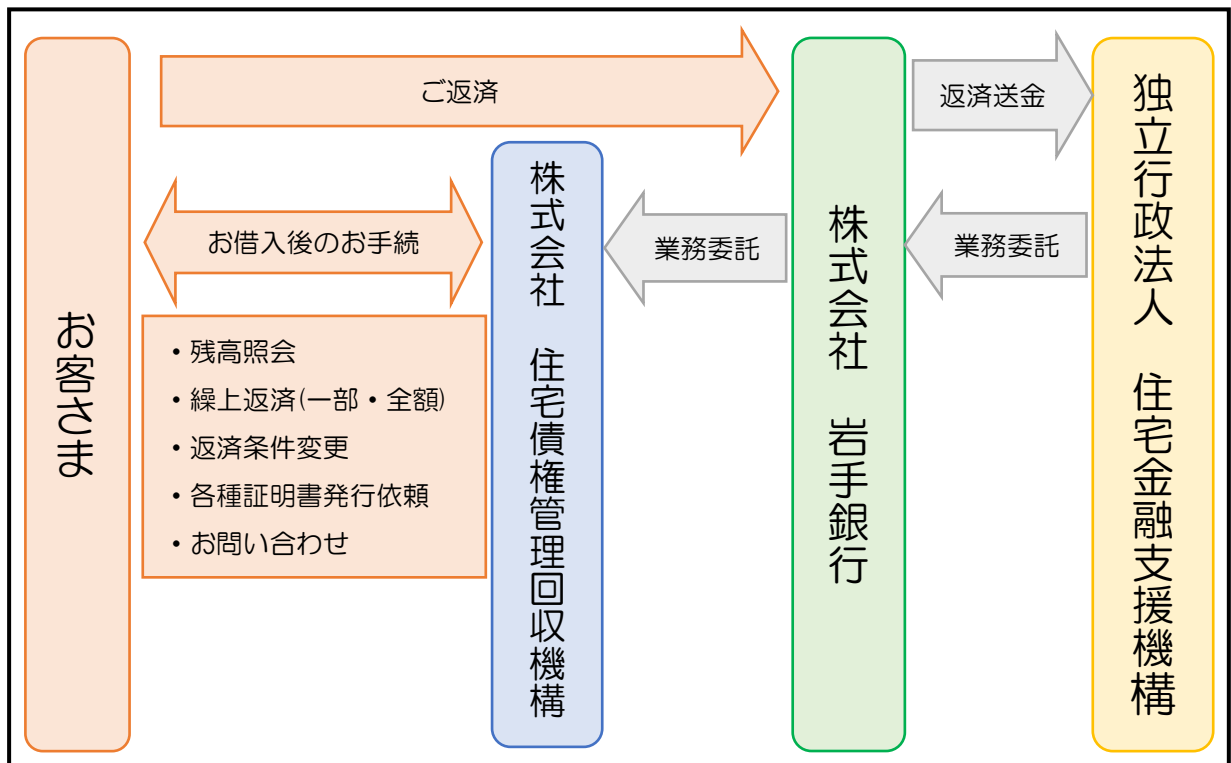 お客さま
ご返済
返済送金
お借入後のお手続
業務委託
業務委託
・残高照会
・繰上返済(一部・全額)
・返済条件変更
・各種証明書発行依頼
・お問い合わせ
株式会社 住宅債権管理回収機構
株式会社 岩手銀行
独立行政法人 住宅金融支援機構